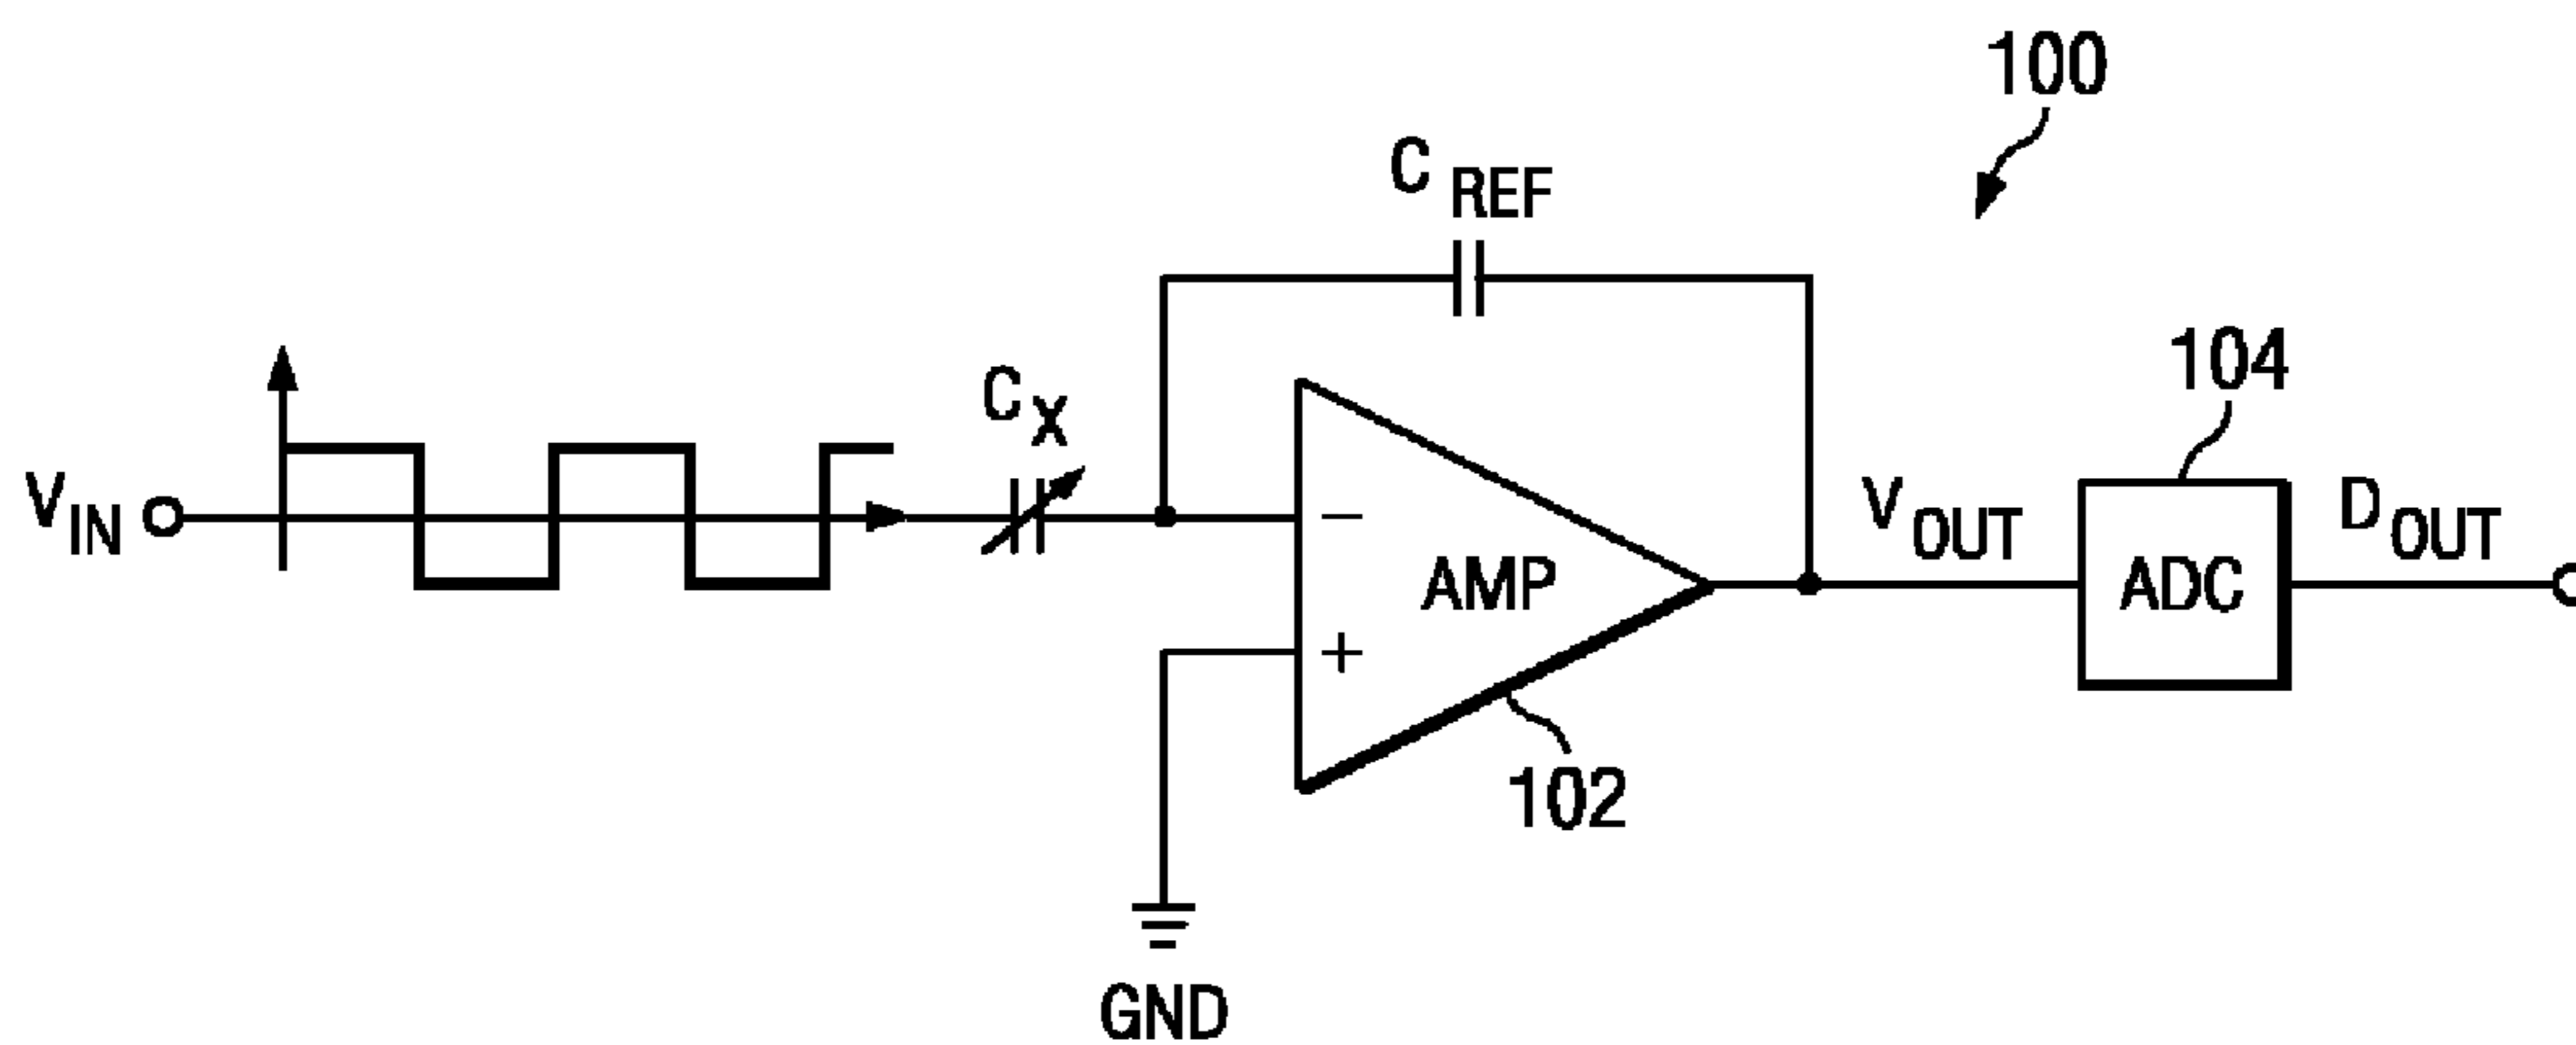 100
C REF
104
C X
V IN
V OUT
D OUT
−
AMP
ADC
+
102
GND